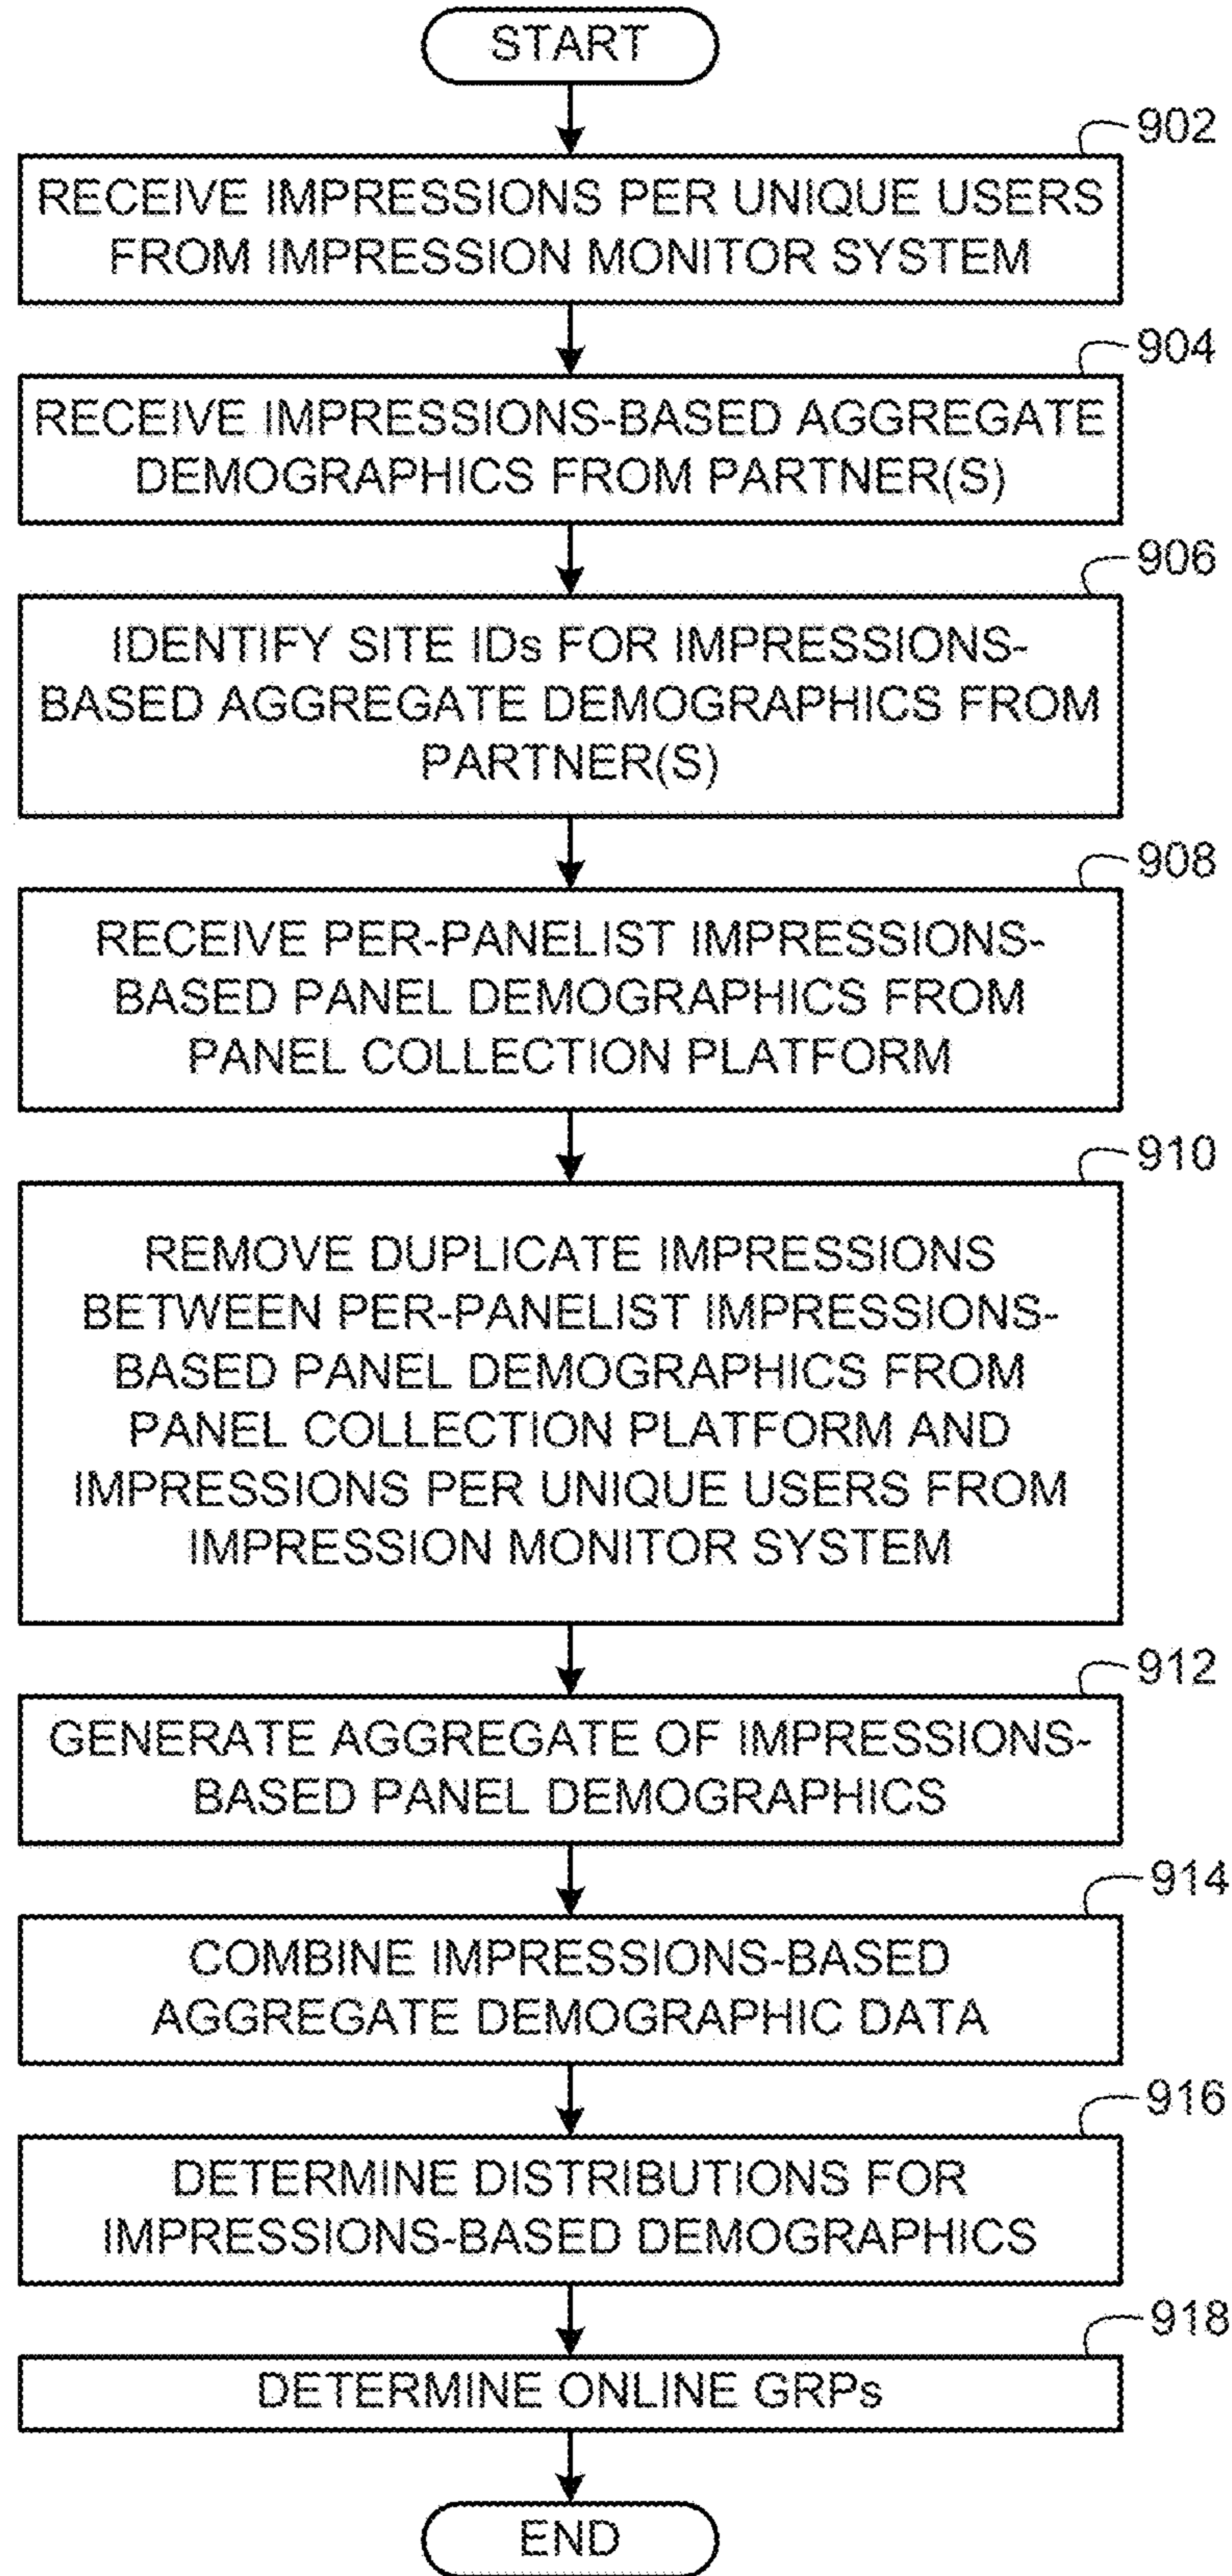 START
902
RECEIVE IMPRESSIONS PER UNIQUE USERS
FROM IMPRESSION MONITOR SYSTEM
904
RECEIVE IMPRESSIONS-BASED AGGREGATE
DEMOGRAPHICS FROM PARTNER(S)
906
IDENTIFY SITE IDs FOR IMPRESSIONS-
BASED AGGREGATE DEMOGRAPHICS FROM
PARTNER(S)
908
RECEIVE PER-PANELIST IMPRESSIONS-
BASED PANEL DEMOGRAPHICS FROM
PANEL COLLECTION PLATFORM
910
REMOVE DUPLICATE IMPRESSIONS
BETWEEN PER-PANELIST IMPRESSIONS-
BASED PANEL DEMOGRAPHICS FROM
PANEL COLLECTION PLATFORM AND
IMPRESSIONS PER UNIQUE USERS FROM
IMPRESSION MONITOR SYSTEM
912
GENERATE AGGREGATE OF IMPRESSIONS-
BASED PANEL DEMOGRAPHICS
914
COMBINE IMPRESSIONS-BASED
AGGREGATE DEMOGRAPHIC DATA
916
DETERMINE DISTRIBUTIONS FOR
IMPRESSIONS-BASED DEMOGRAPHICS
918
DETERMINE ONLINE GRPs
END